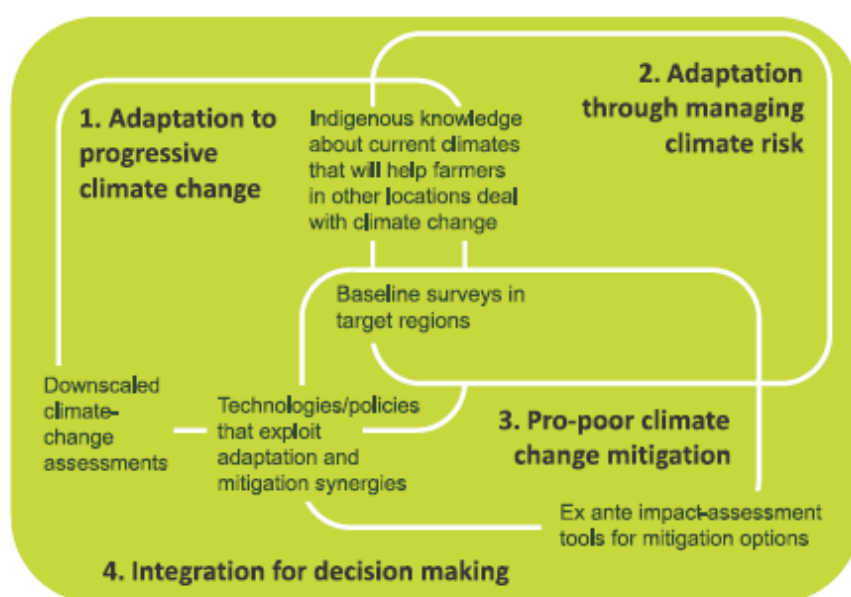 1. Adaptation to
progressive
climate change
2. Adaptation
through managing
climate risk
Indigenous knowledge
about current climates
that will help farmers
in other locations deal
with climate change
Baseline surveys in
target regions
Downscaled
climate-
change
assessments
Technologies/policies
that exploit
adaptation and
mitigation synergies
3. Pro-poor climate
change mitigation
Ex ante impact-assessment
tools for mitigation options
4. Integration for decision making